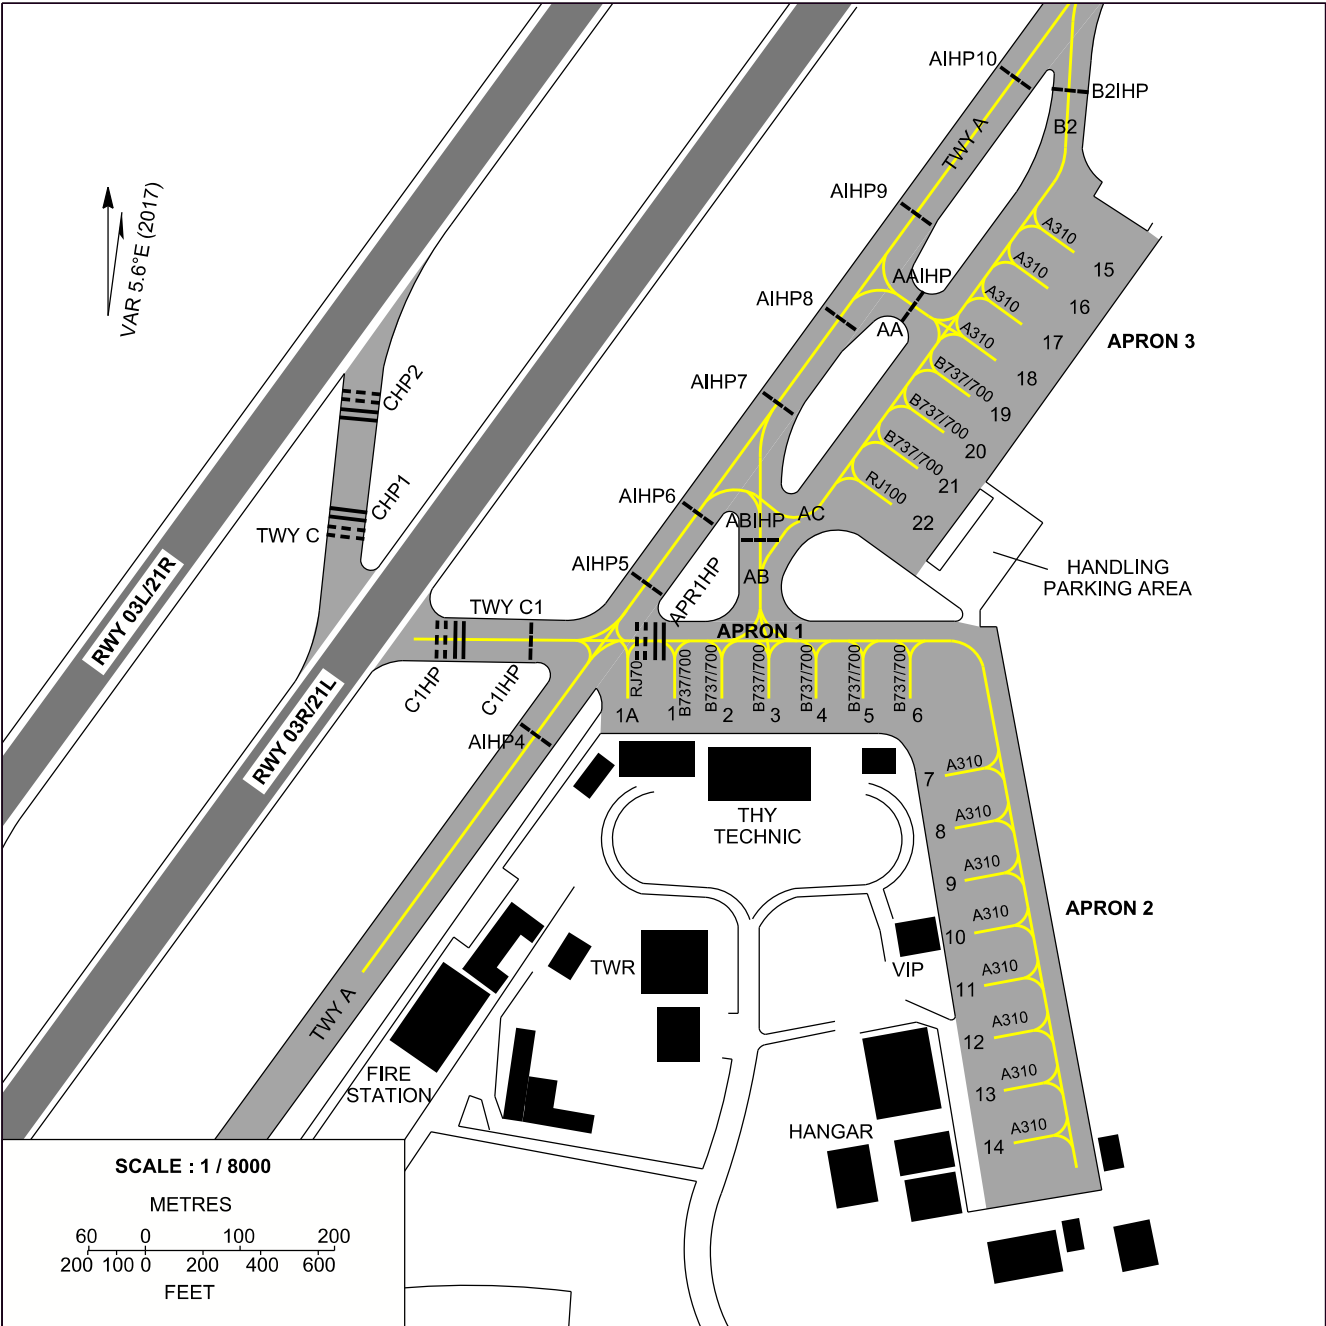 AIHP10
B2IHP
TWY A
B2
AIHP9
VAR 5.6°E (2017)
A310
15
A310
16
AAIHP
AIHP8
A310
17
AA
A310
18
APRON 3
B737/700
19
AIHP7
CHP2
B737/700
20
B737/700
21
RJ100
22
AIHP6
CHP1
TWY C
ABIHP
AC
AIHP5
APR1HP
AB
HANDLING
PARKING AREA
RWY 03L/21R
TWY C1
APRON 1
C1HP
C1IHP
RJ70
B737/700
B737/700
B737/700
B737/700
B737/700
B737/700
1A
1
2
3
4
5
6
RWY 03R/21L
AIHP4
7
A310
8
A310
THY
TECHNIC
9
A310
10
A310
APRON 2
TWR
VIP
11
A310
TWY A
12
A310
FIRE
STATION
13
A310
HANGAR
14
A310
SCALE : 1 / 8000
METRES
60 0 100 200
200 100 0 200 400 600
FEET